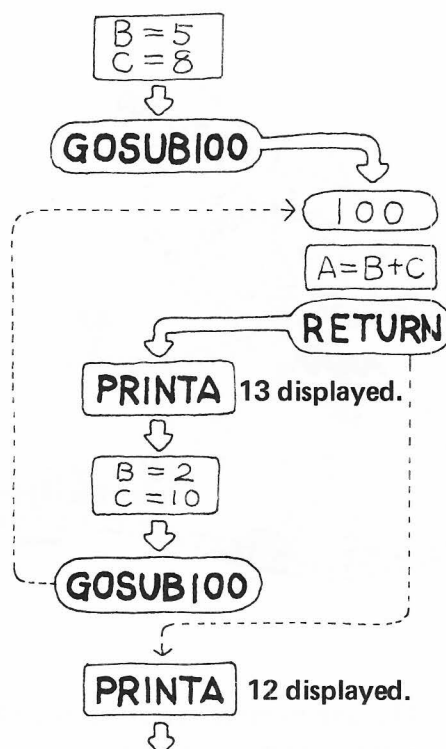 B=5
C=8
GOSUB100
100
A=B+C
RETURN
PRINTA 13 displayed.
B=2
C=10
GOSUB100
PRINTA 12 displayed.